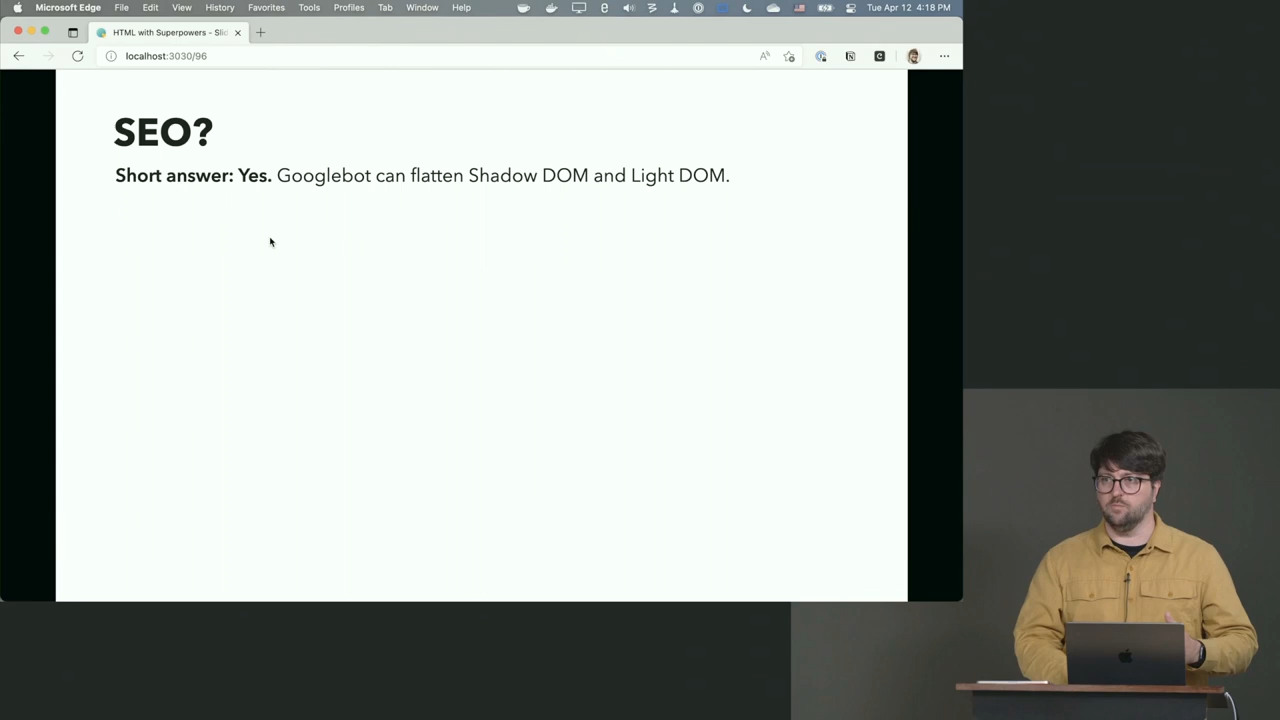 Microsoft Edge File Edit View History Favorites Tools Profiles Tab Window Help Tue Apr 12 4:18 PM
HTML with Superpowers - Sli
localhost:3030/96
SEO?
Short answer: Yes. Googlebot can flatten Shadow DOM and Light DOM.